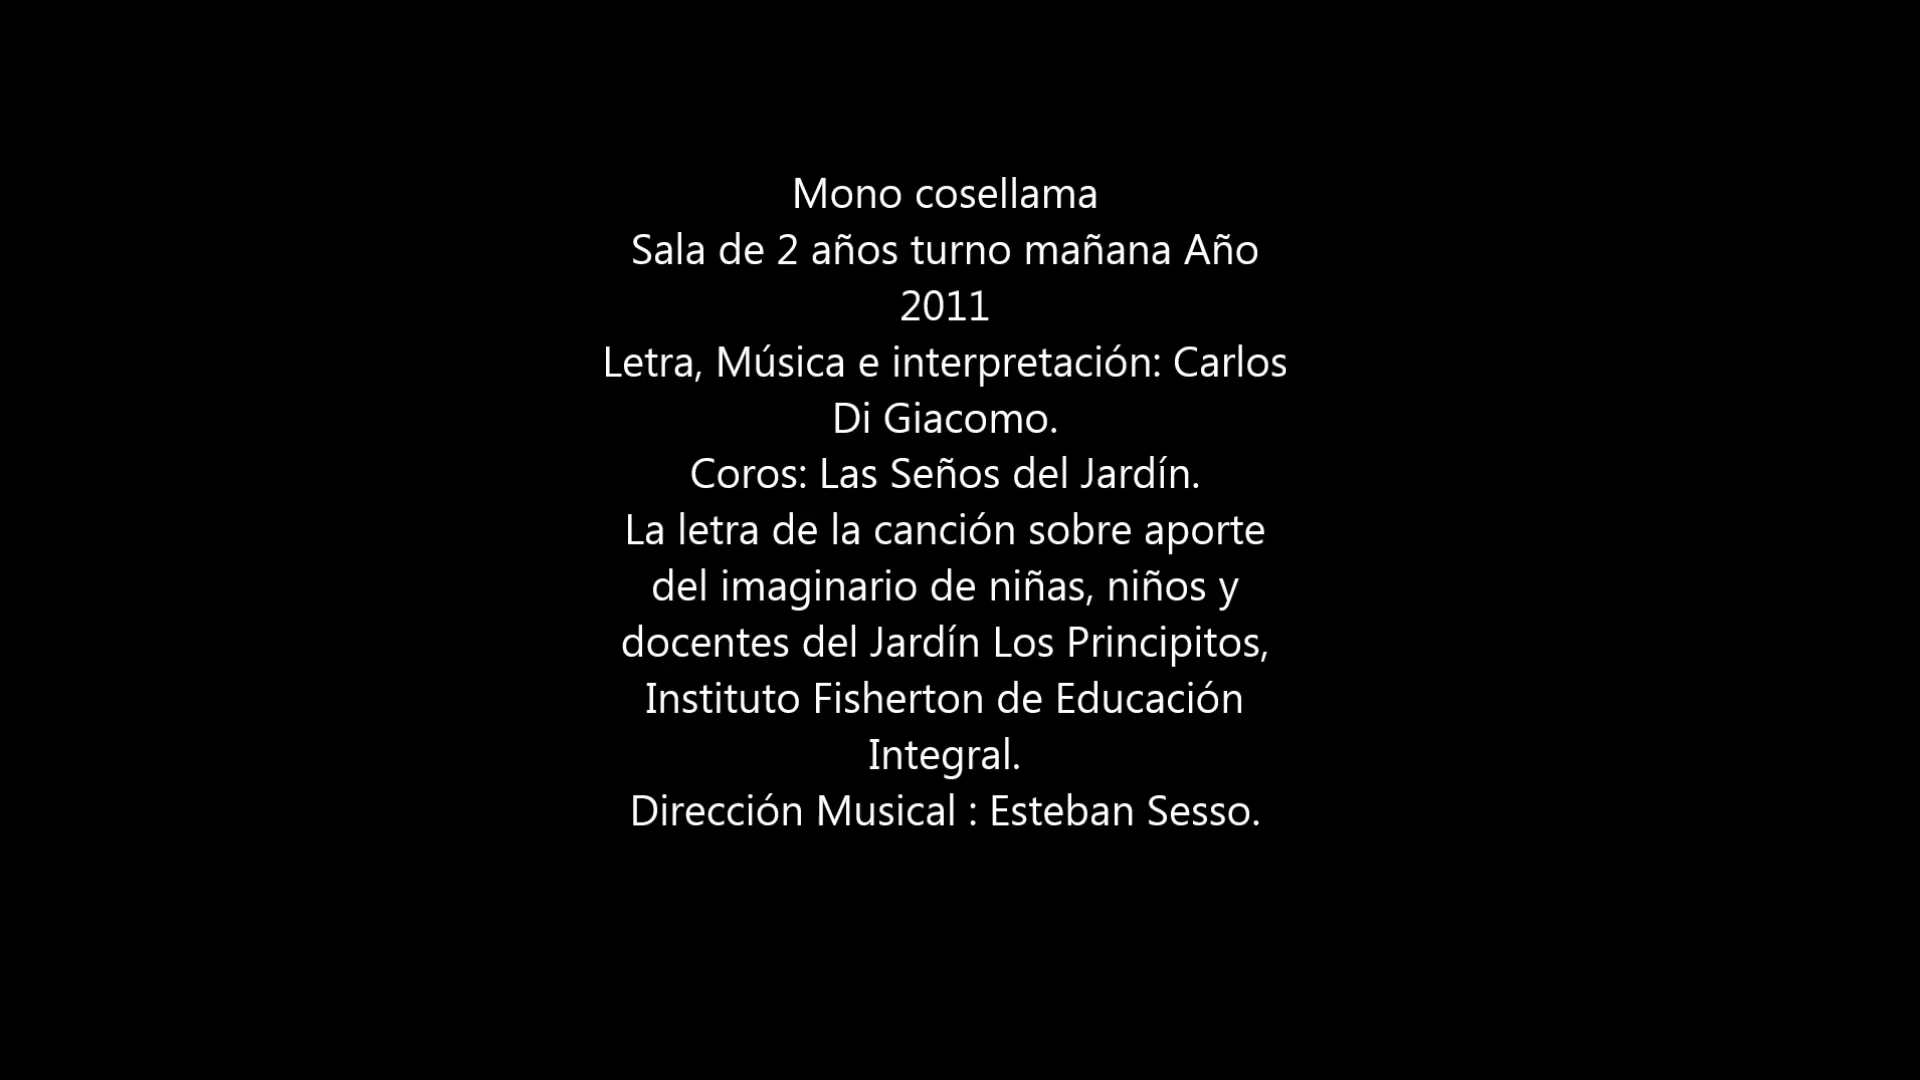 Mono cosellama
Sala de 2 años turno mañana Año
2011
Letra, Música e interpretación: Carlos
Di Giacomo.
Coros: Las Seños del Jardín.
La letra de la canción sobre aporte
del imaginario de niñas, niños y
docentes del Jardín Los Principitos,
Instituto Fisherton de Educación
Integral.
Dirección Musical : Esteban Sesso.